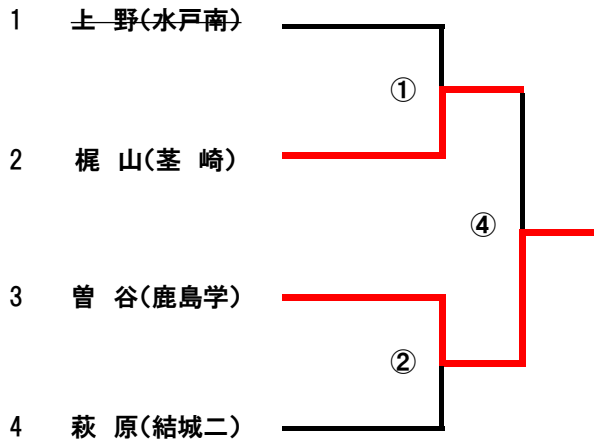 1 上 野(水戸南)
①
2 梶 山(茎 崎)
④
3 曽 谷(鹿島学)
②
4 萩 原(結城二)